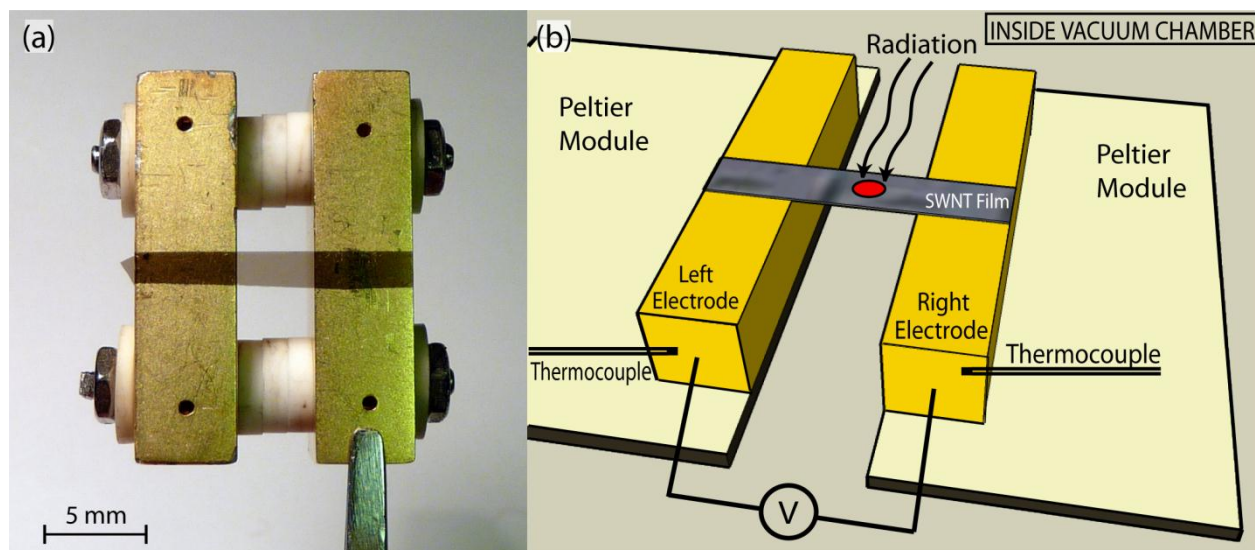 (a)
5 mm
(b)
INSIDE VACUUM CHAMBER
Radiation
Peltier
Module
Peltier
Module
SWNT Film
Left
Electrode
Right
Electrode
Thermocouple
Thermocouple
V